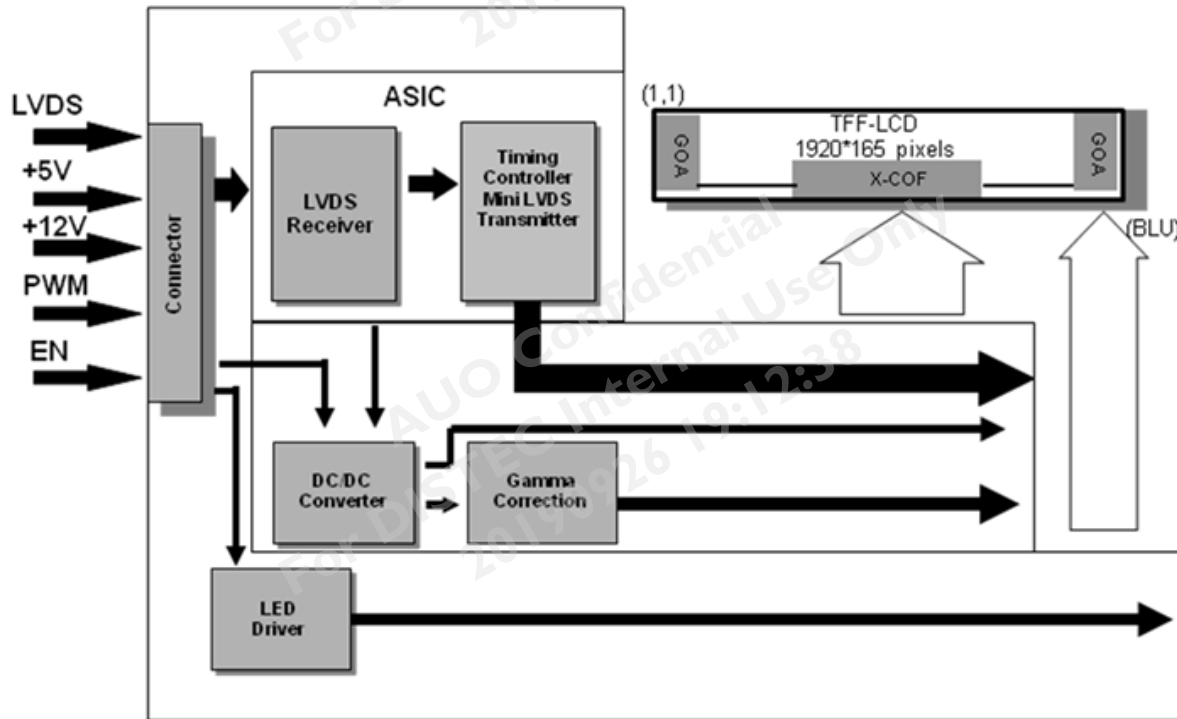 ASIC
(1,1)
LVDS
+5V
+12V
PWM
EN
Connector
LVDS
Receiver
Timing
Controller
Mini LVDS
Transmitter
TFF-LCD
1920*165 pixels
GOA
X-COF
GOA
(BLU)
DC/DC
Converter
Gamma
Correction
LED
Driver
AUO Confidential
For DISTEC Internal Use Only
20190926 19:12:38